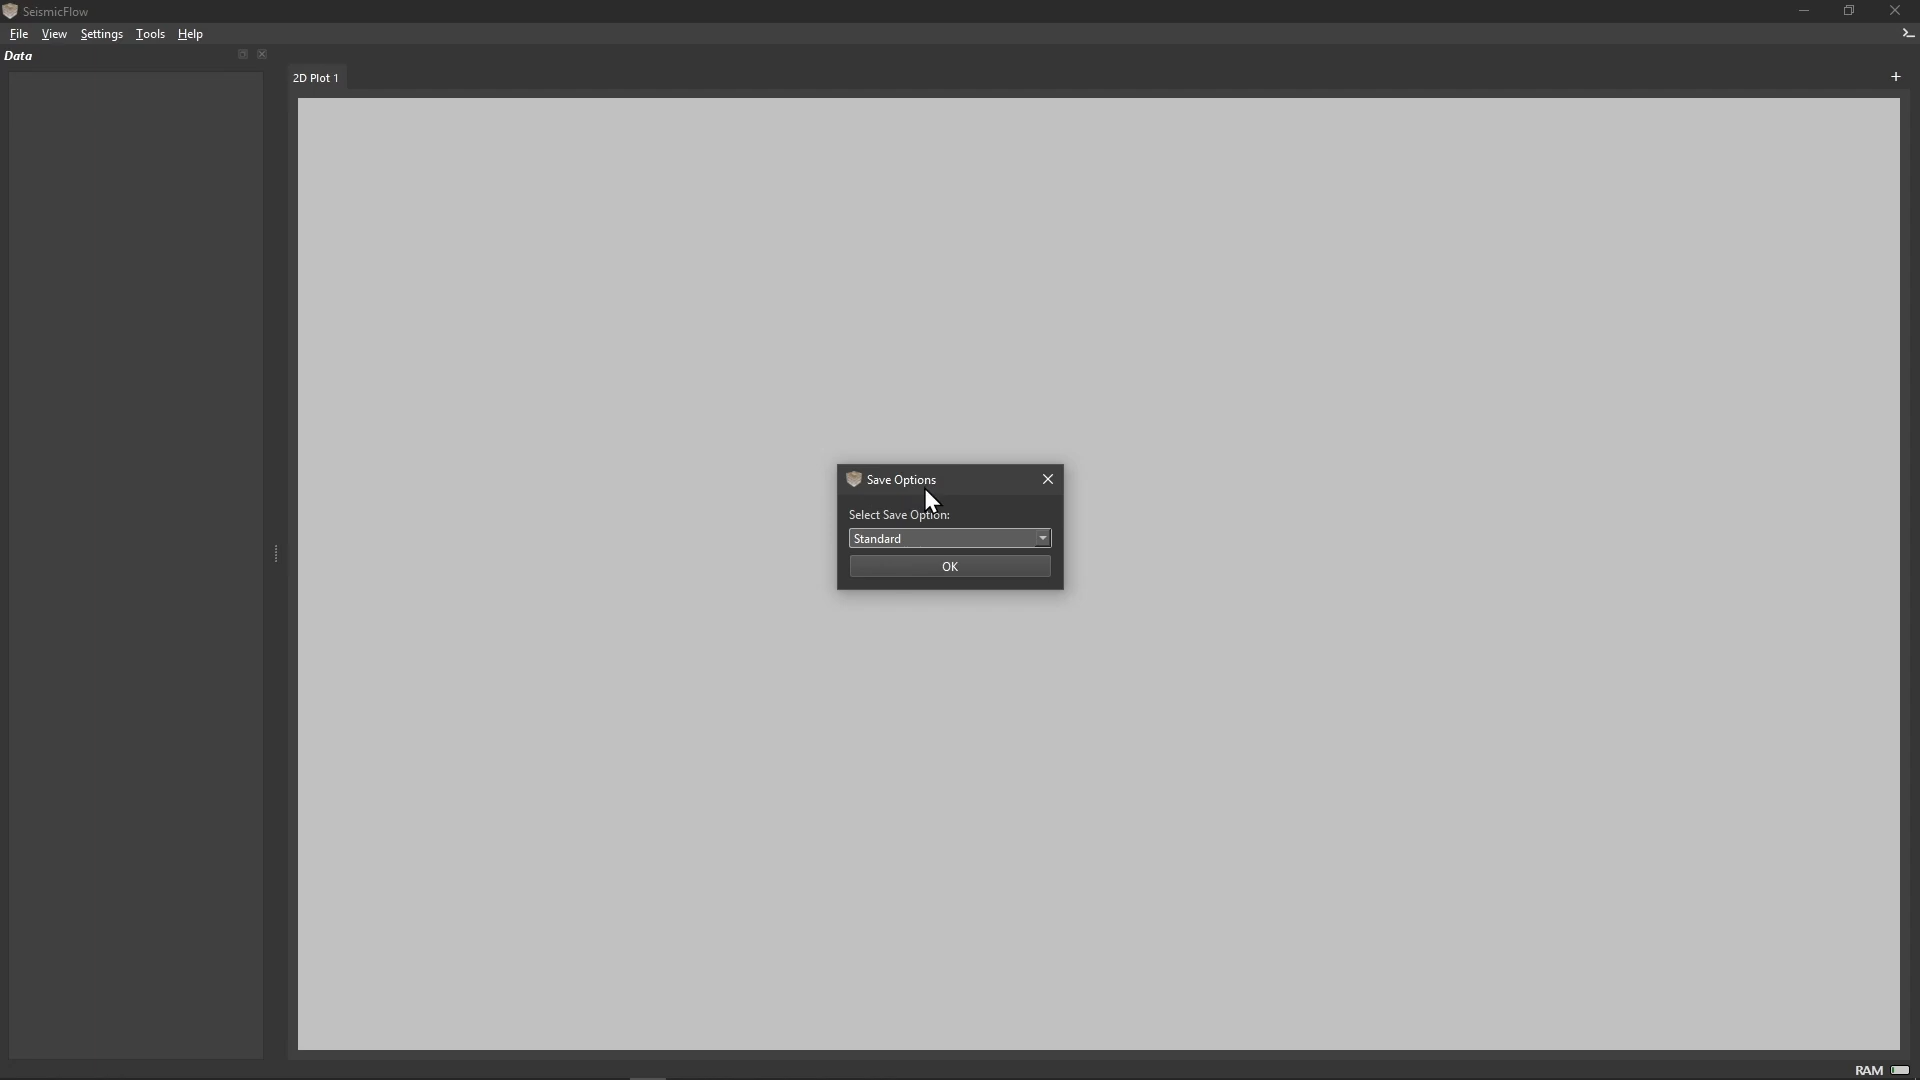 SeismicFlow
File View Settings Tools Help
Data
2D Plot 1
Save Options
Select Save Option:
Standard
OK
RAM